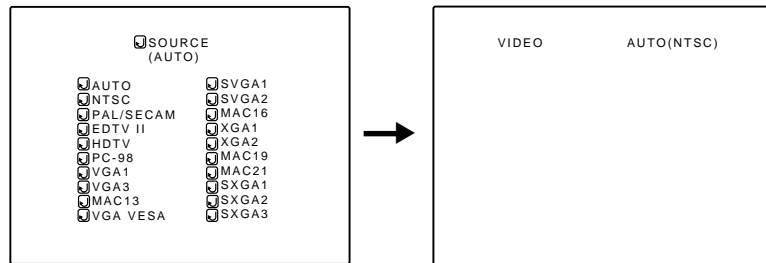 SOURCE
(AUTO)
AUTO
NTSC
PAL/SECAM
EDTV II
HDTV
PC-98
VGA1
VGA3
MAC13
VGA VESA
SVGA1
SVGA2
MAC16
XGA1
XGA2
MAC19
MAC21
SXGA1
SXGA2
SXGA3
VIDEO AUTO(NTSC)